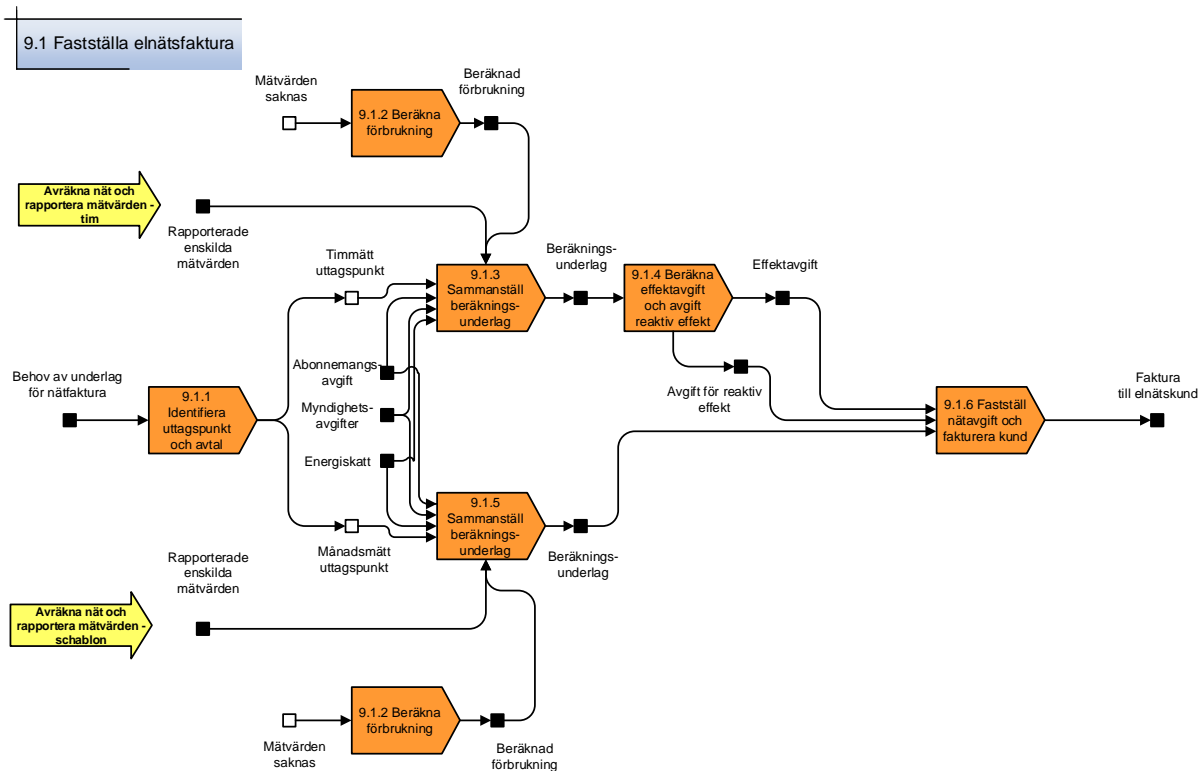 9.1 Fastställa elnätsfaktura
Mätvärden
saknas
9.1.2 Beräkna
förbrukning
Beräknad
förbrukning
Avräkna nät och
rapportera mätvärden -
tim
Rapporterade
enskilda
mätvärden
Timmätt
uttagspunkt
9.1.3
Sammanställ
beräknings-
underlag
Beräknings-
underlag
9.1.4 Beräkna
effektavgift
och avgift
reaktiv effekt
Effektavgift
Behov av underlag
för nätfaktura
9.1.1
Identifiera
uttagspunkt
och avtal
Abonnemangs-
avgift
Myndighets-
avgifter
Energiskatt
Avgift för reaktiv
effekt
9.1.6 Fastställ
nätavgift och
fakturera kund
Faktura
till elnätskund
Månadsmätt
uttagspunkt
9.1.5
Sammanställ
beräknings-
underlag
Beräknings-
underlag
Rapporterade
enskilda
mätvärden
Avräkna nät och
rapportera mätvärden -
schablon
Mätvärden
saknas
9.1.2 Beräkna
förbrukning
Beräknad
förbrukning